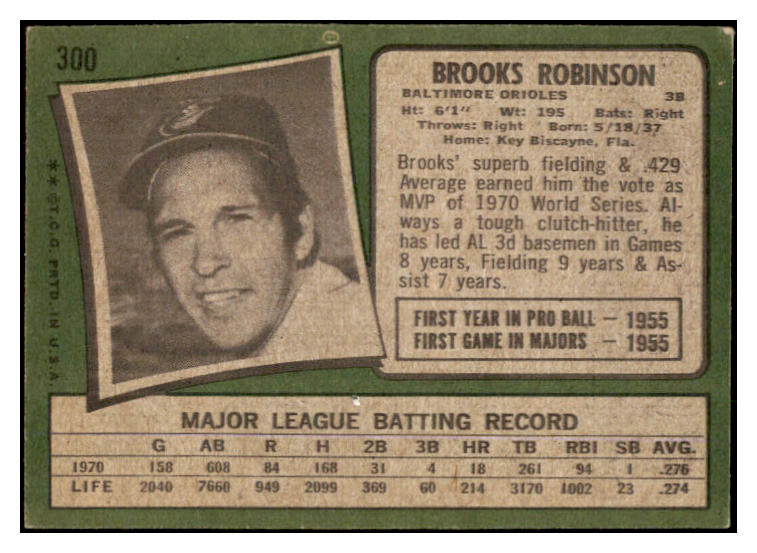 300
BROOKS ROBINSON
BALTIMORE ORIOLES 3B
Ht: 6'1" Wt: 195 Bats: Right
Throws: Right Born: 5/18/37
Home: Key Biscayne, Fla.
Brooks' superb fielding & .429
Average earned him the vote as
MVP of 1970 World Series. Al-
ways a tough clutch-hitter, he
has led AL 3d basemen in Games
8 years, Fielding 9 years & As-
sist 7 years.
FIRST YEAR IN PRO BALL — 1955
FIRST GAME IN MAJORS — 1955
**©T.C.G. PRTD. IN U.S.A.
MAJOR LEAGUE BATTING RECORD
G AB R H 2B 3B HR TB RBI SB AVG.
1970 158 608 84 168 31 4 18 261 94 1 .276
LIFE 2040 7660 949 2099 369 60 214 3170 1002 23 .274